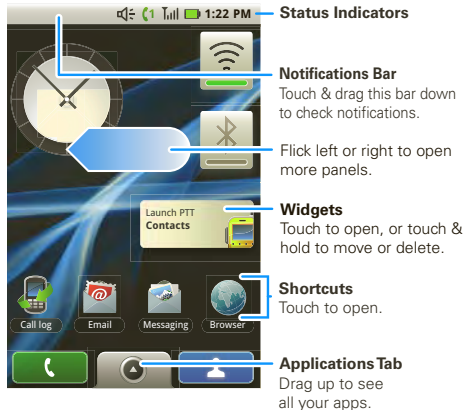 1:22 PM
Status Indicators
Notifications Bar
Touch & drag this bar down
to check notifications.
Flick left or right to open
more panels.
Launch PTT
Contacts
Widgets
Touch to open, or touch &
hold to move or delete.
Shortcuts
Touch to open.
Call log
Email
Messaging
Browser
Applications Tab
Drag up to see
all your apps.